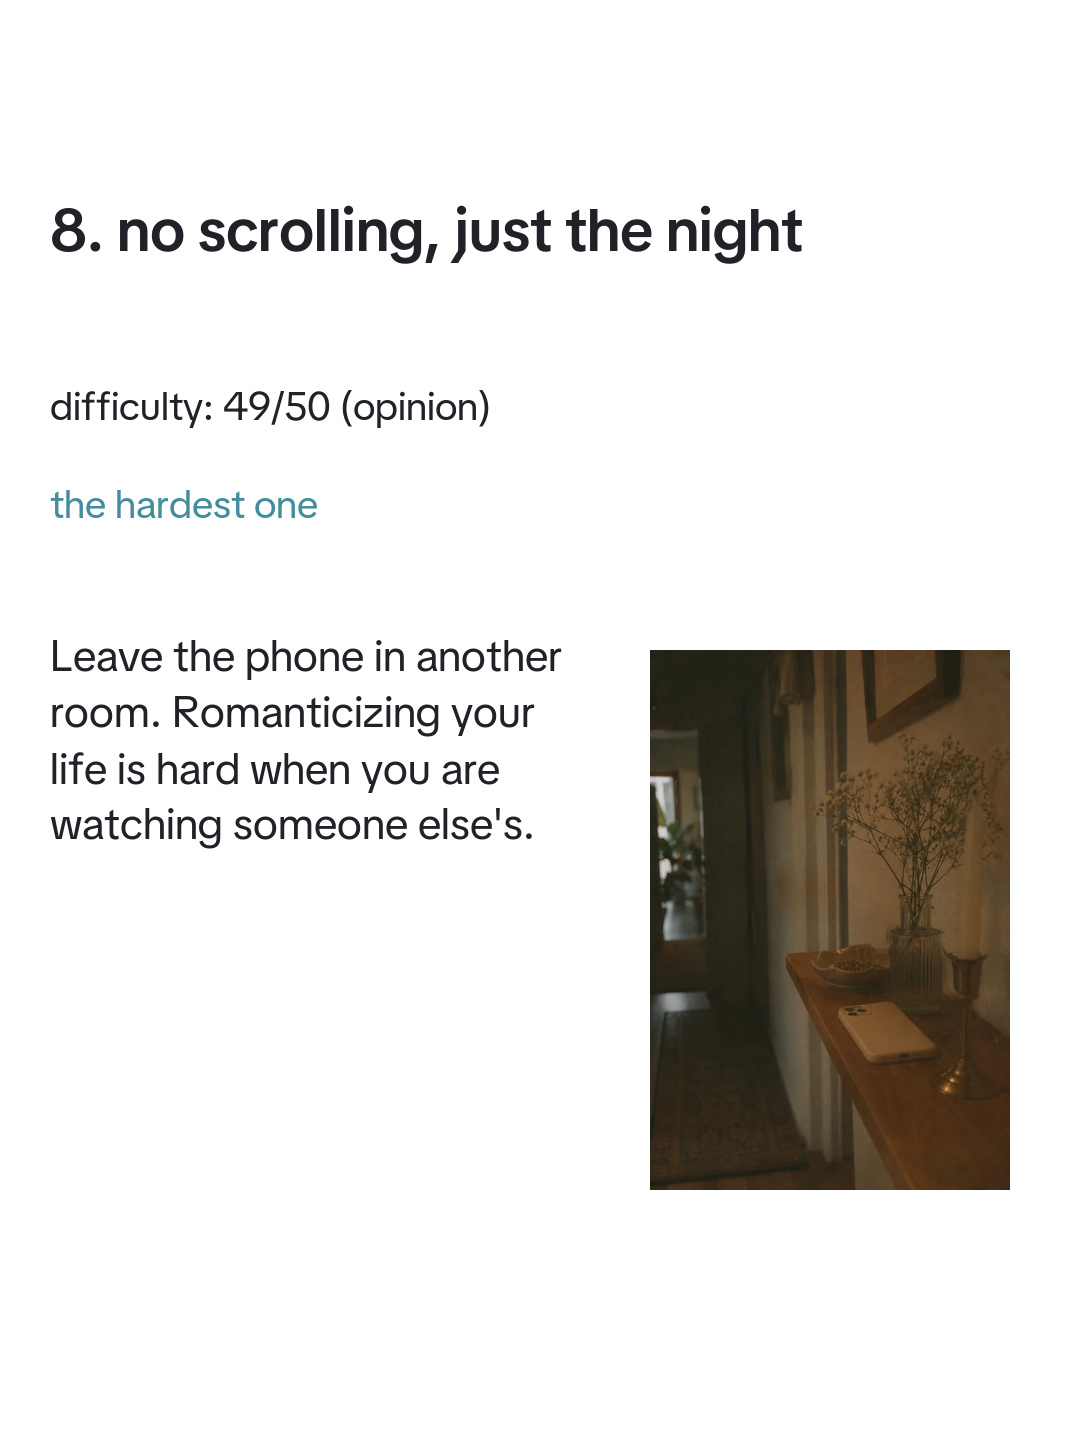 8. no scrolling, just the night
difficulty: 49/50 (opinion)
the hardest one
Leave the phone in another
room. Romanticizing your
life is hard when you are
watching someone else's.